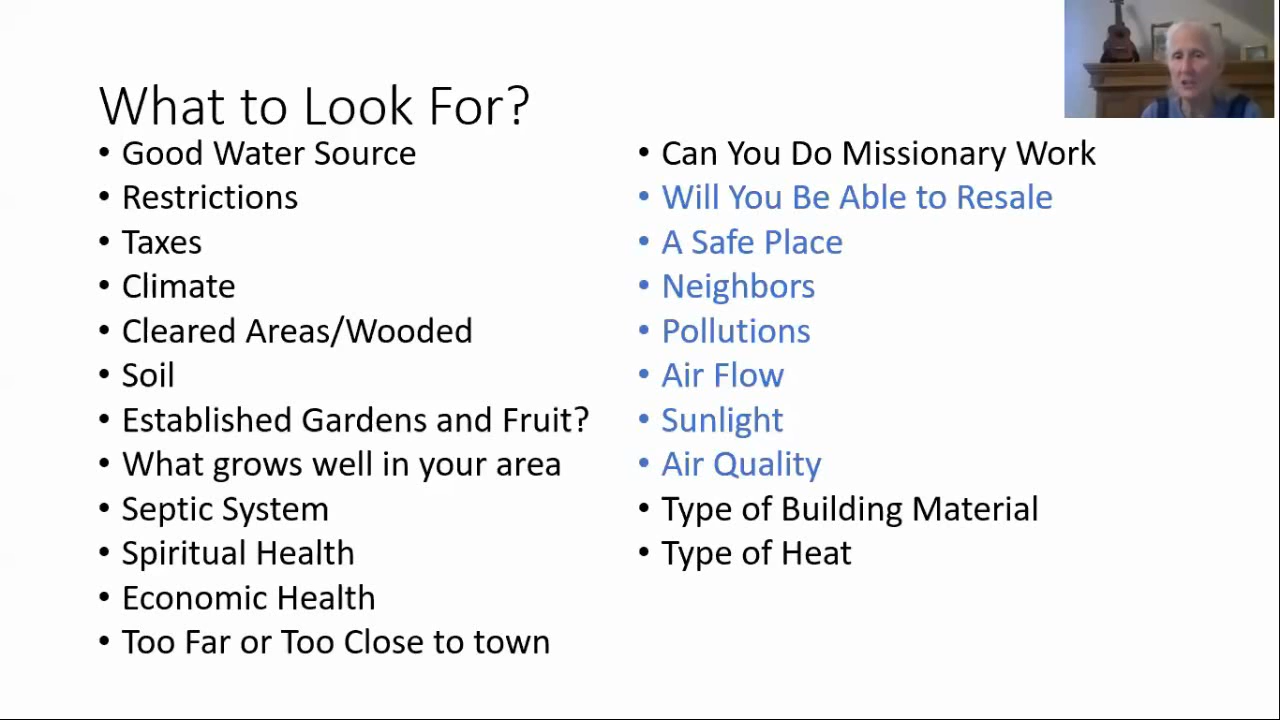 What to Look For?
• Good Water Source
• Restrictions
• Taxes
• Climate
• Cleared Areas/Wooded
• Soil
• Established Gardens and Fruit?
• What grows well in your area
• Septic System
• Spiritual Health
• Economic Health
• Too Far or Too Close to town
• Can You Do Missionary Work
• Will You Be Able to Resale
• A Safe Place
• Neighbors
• Pollutions
• Air Flow
• Sunlight
• Air Quality
• Type of Building Material
• Type of Heat